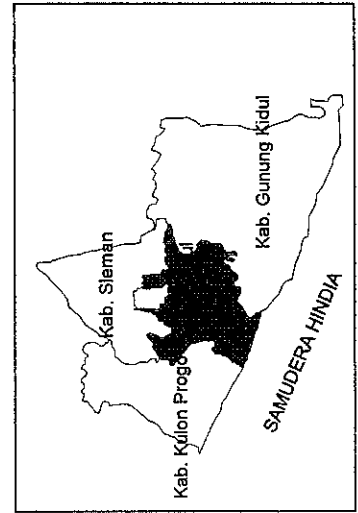 Kab. Sleman
Kab. Kulon Progo
Kab. Gunung Kidul
SAMUDERA HINDIA